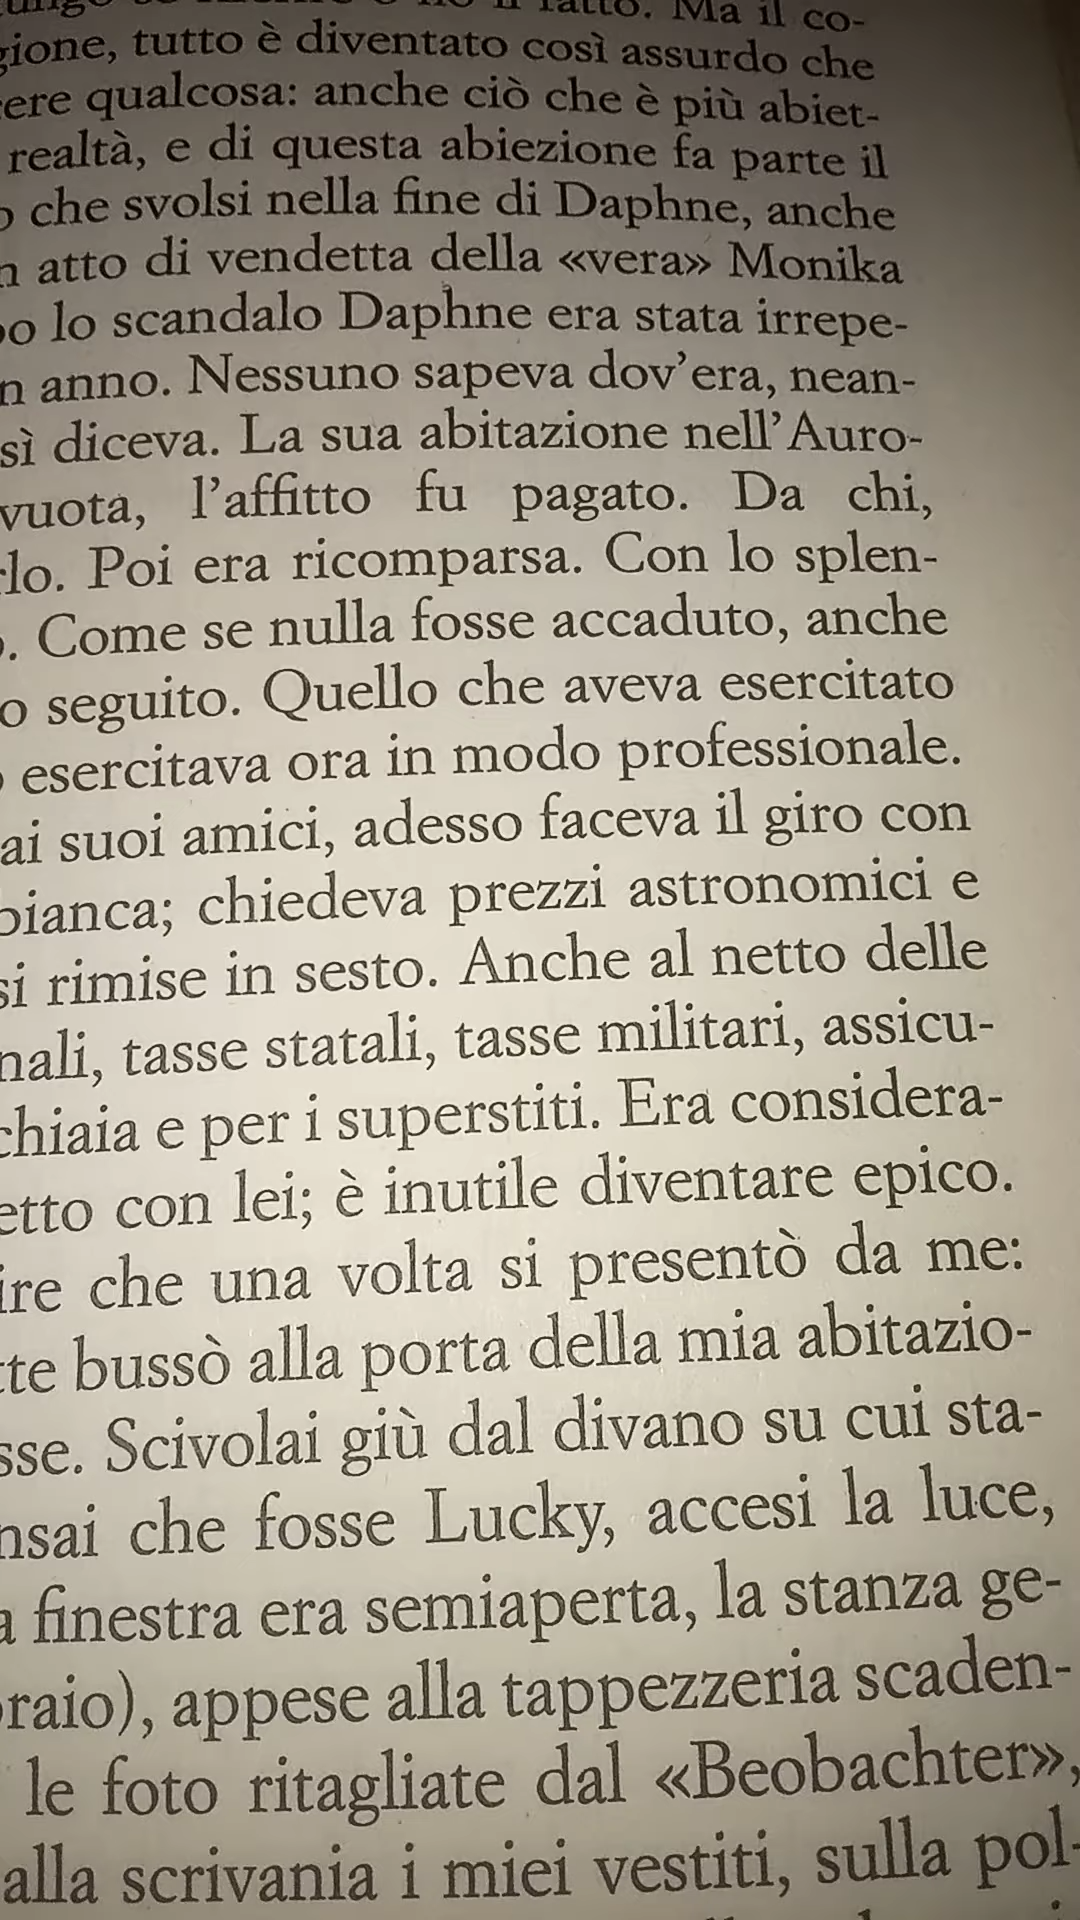 fatto. Ma il co-
gione, tutto è diventato così assurdo che
ere qualcosa: anche ciò che è più abiet-
realtà, e di questa abiezione fa parte il
che svolsi nella fine di Daphne, anche
n atto di vendetta della «vera» Monika
po lo scandalo Daphne era stata irrepe-
n anno. Nessuno sapeva dov'era, nean-
sì diceva. La sua abitazione nell'Auro-
vuota, l'affitto fu pagato. Da chi,
rlo. Poi era ricomparsa. Con lo splen-
o. Come se nulla fosse accaduto, anche
o seguito. Quello che aveva esercitato
esercitava ora in modo professionale.
ai suoi amici, adesso faceva il giro con
bianca; chiedeva prezzi astronomici e
si rimise in sesto. Anche al netto delle
nali, tasse statali, tasse militari, assicu-
chiaia e per i superstiti. Era considera-
etto con lei; è inutile diventare epico.
ire che una volta si presentò da me:
tte bussò alla porta della mia abitazio-
sse. Scivolai giù dal divano su cui sta-
nsai che fosse Lucky, accesi la luce,
a finestra era semiaperta, la stanza ge-
raio), appese alla tappezzeria scaden-
le foto ritagliate dal «Beobachter»,
alla scrivania i miei vestiti, sulla pol-